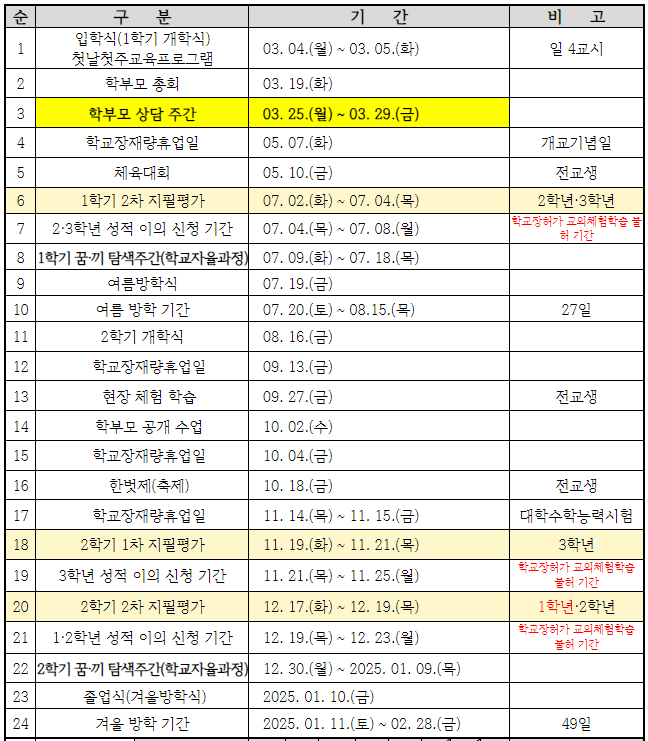 순 구 분 기 간 비 고
1 입학식(1학기 개학식) 첫날첫주교육프로그램 03. 04.(월) ~ 03. 05.(화) 일 4교시
2 학부모 총회 03. 19.(화)
3 학부모 상담 주간 03. 25.(월) ~ 03. 29.(금)
4 학교장재량휴업일 05. 07.(화) 개교기념일
5 체육대회 05. 10.(금) 전교생
6 1학기 2차 지필평가 07. 02(화) ~ 07. 04.(목) 2학년·3학년
7 2·3학년 성적 이의 신청 기간 07. 04.(목) ~ 07. 08.(월) 학교장허가 교외체험학습 불허 기간
8 1학기 꿈·끼 탐색주간(학교자율과정) 07. 09.(화) ~ 07. 18.(목)
9 여름방학식 07. 19.(금)
10 여름 방학 기간 07. 20.(토) ~ 08.15.(목) 27일
11 2학기 개학식 08. 16.(금)
12 학교장재량휴업일 09. 13.(금)
13 현장 체험 학습 09. 27.(금) 전교생
14 학부모 공개 수업 10. 02.(수)
15 학교장재량휴업일 10. 04.(금)
16 한벗제(축제) 10. 18.(금) 전교생
17 학교장재량휴업일 11. 14.(목) ~ 11. 15.(금) 대학수학능력시험
18 2학기 1차 지필평가 11. 19.(화) ~ 11. 21.(목) 3학년
19 3학년 성적 이의 신청 기간 11. 21.(목) ~ 11. 25.(월) 학교장허가 교외체험학습 불허 기간
20 2학기 2차 지필평가 12. 17.(화) ~ 12. 19.(목) 1학년·2학년
21 1·2학년 성적 이의 신청 기간 12. 19.(목) ~ 12. 23.(월) 학교장허가 교외체험학습 불허 기간
22 2학기 꿈·끼 탐색주간(학교자율과정) 12. 30.(월) ~ 2025. 01. 09.(목)
23 졸업식(겨울방학식) 2025. 01. 10.(금)
24 겨울 방학 기간 2025. 01. 11.(토) ~ 02. 28.(금) 49일